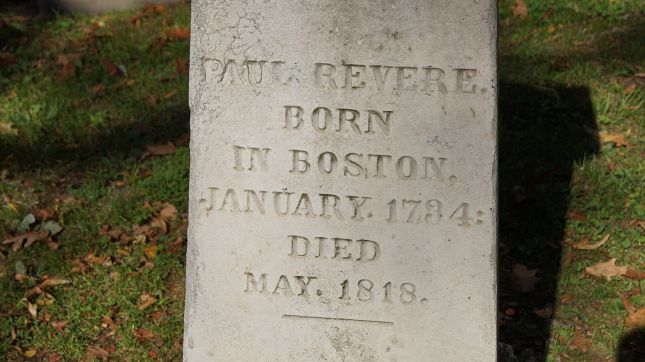 PAUL REVERE.
BORN
IN BOSTON,
JANUARY. 1734:
DIED
MAY. 1818.